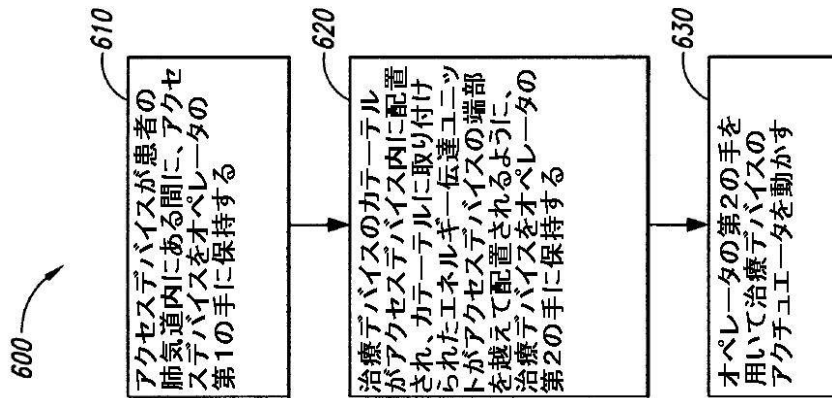 600
610
アクセスデバイスが患者の
肺気道内にある間に、アクセ
スデバイスをオペレータの
第1の手に保持する
620
治療デバイスのカテーテル
がアクセスデバイス内に配置
され、カテーテルに取り付け
られたエネルギー伝達ユニッ
トがアクセスデバイスの端部
を越えて配置されるように、
治療デバイスをオペレータの
第2の手に保持する
630
オペレータの第2の手を
用いて治療デバイスの
アクチュエータを動かす